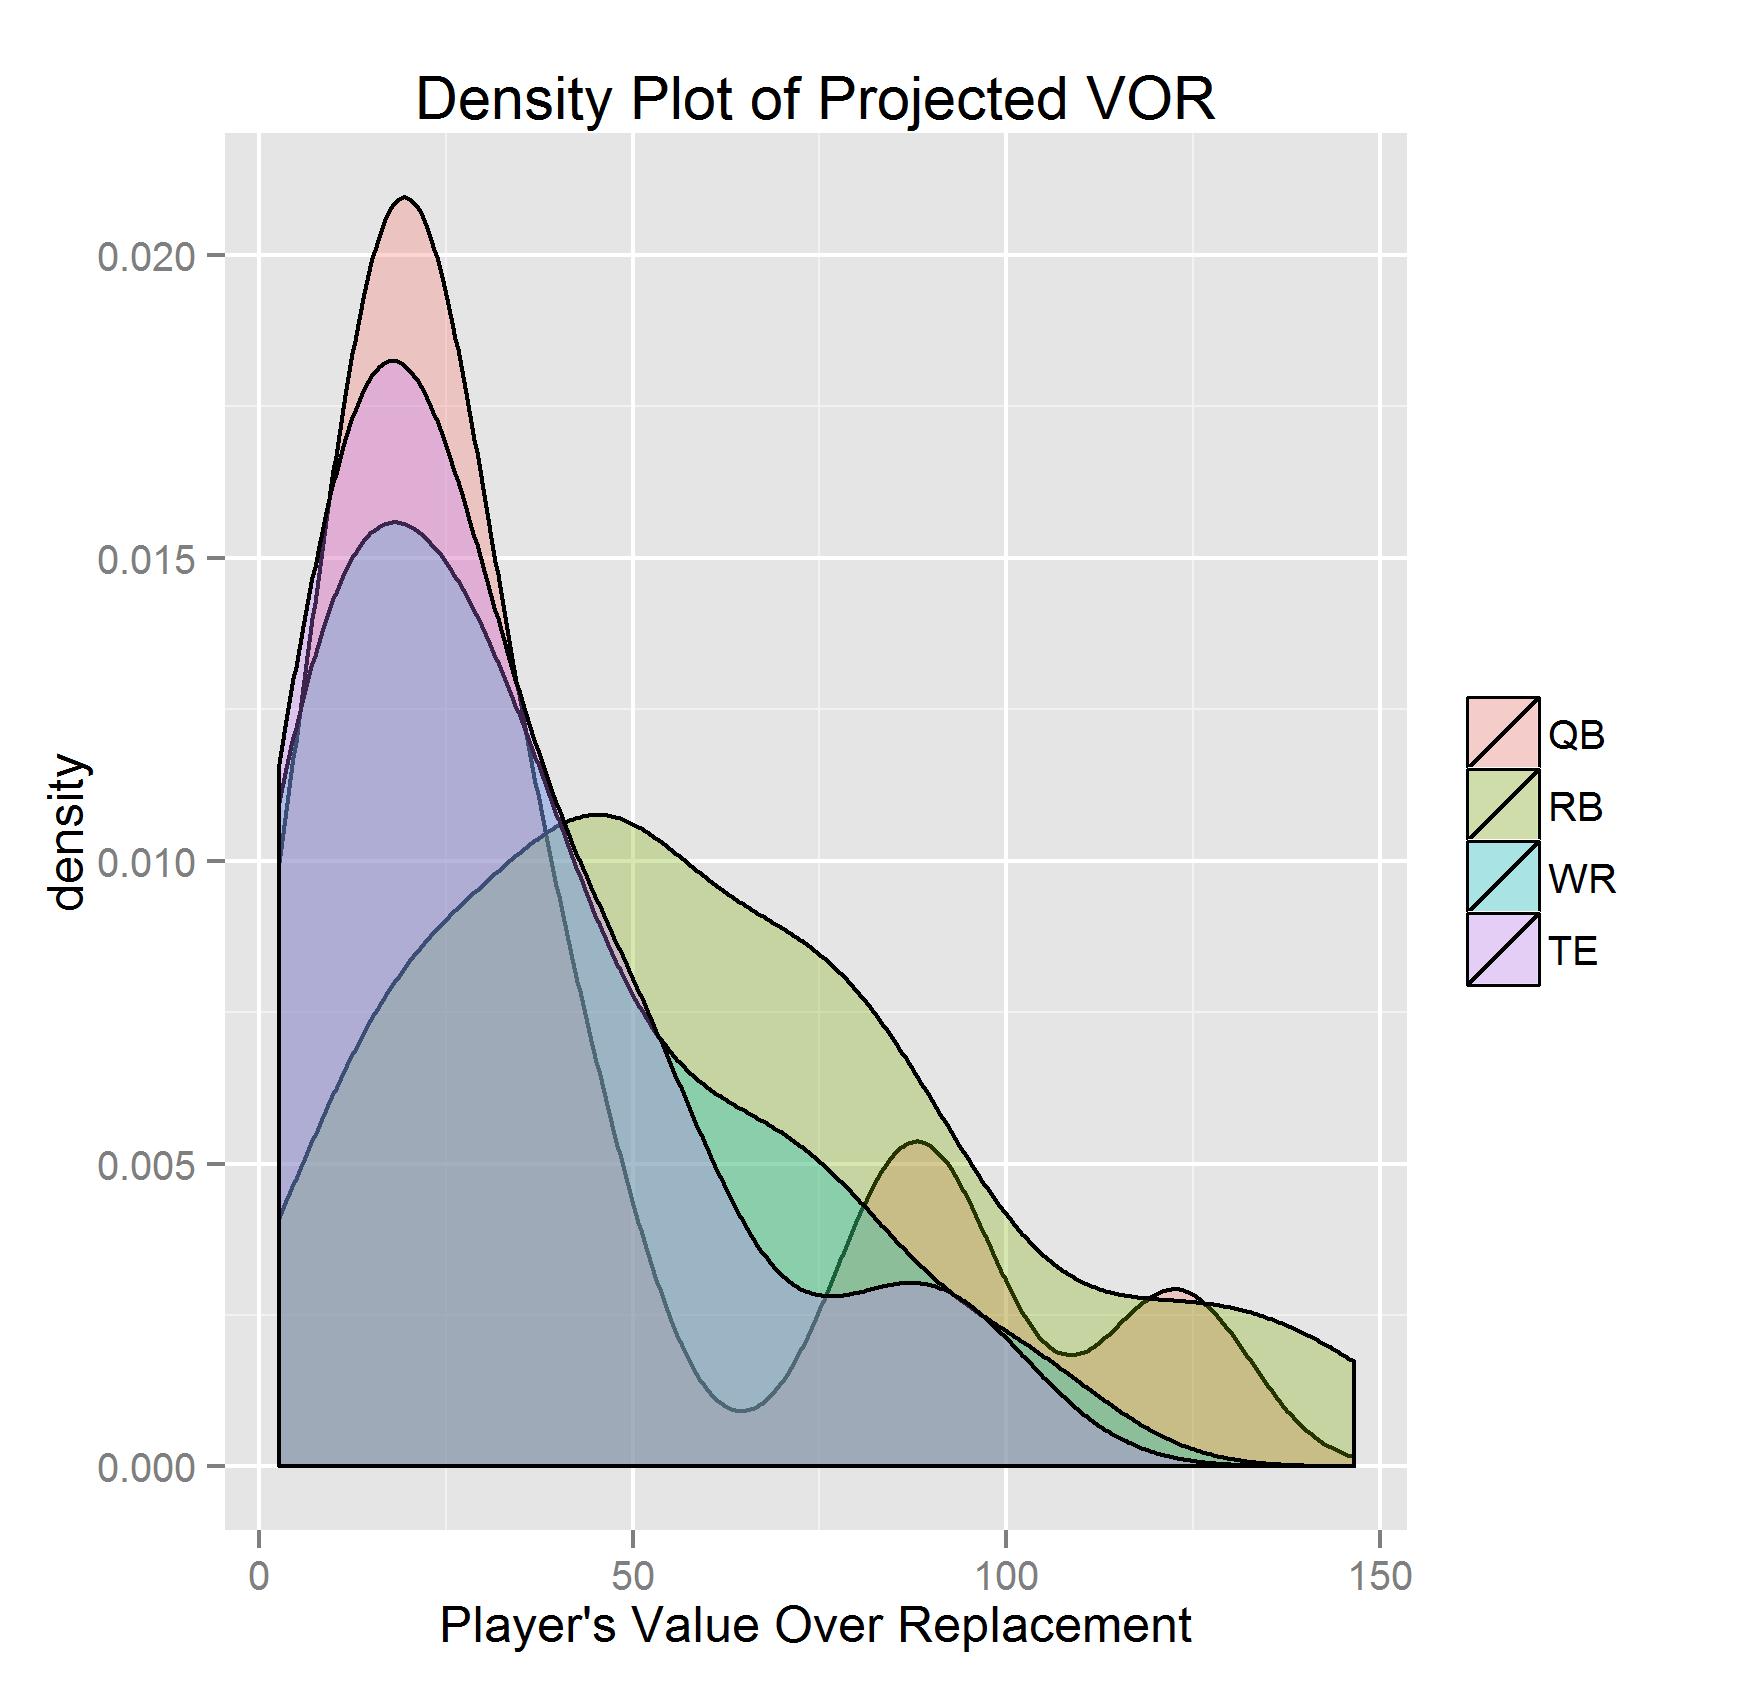 Density Plot of Projected VOR
density
0.020
0.015
0.010
0.005
0.000
0
50
100
150
Player's Value Over Replacement
QB
RB
WR
TE